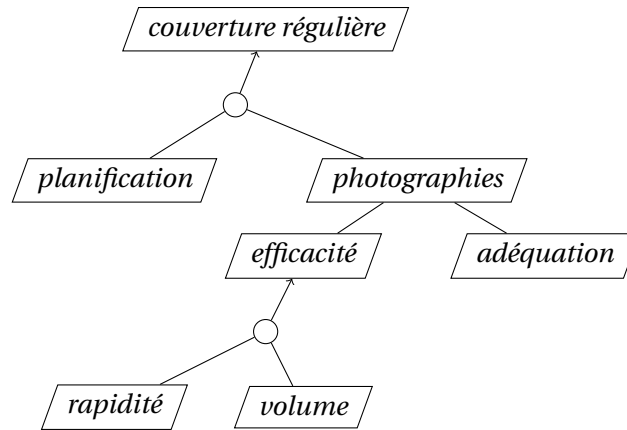 couverture régulière
planification
photographies
efficacité
adéquation
rapidité
volume